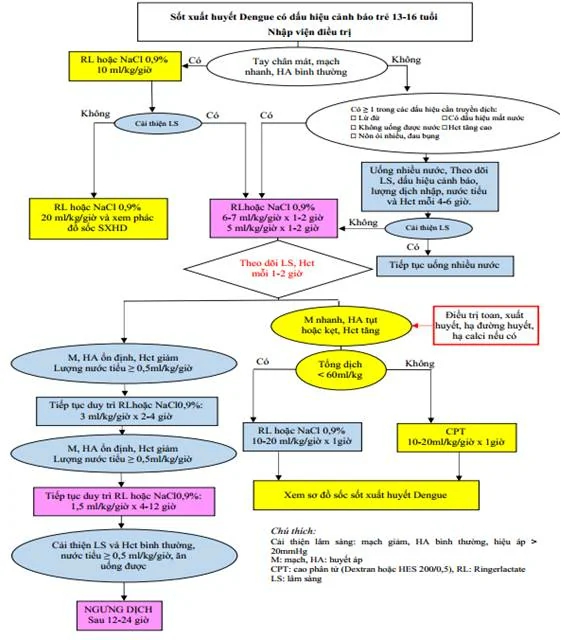 Sốt xuất huyết Dengue có dấu hiệu cảnh báo trẻ 13-16 tuổi
Nhập viện điều trị
RL hoặc NaCl 0,9%
10 ml/kg/giờ
Có
Tay chân mát, mạch
nhanh, HA bình thường
Không
Cải thiện LS
Không
Có
Có
Có ≥ 1 trong các dấu hiệu cần truyền dịch:
□ Lừ đừ □ Có dấu hiệu mất nước
□ Không uống được nước □ Hct tăng cao
□ Nôn ói nhiều, đau bụng
RL hoặc NaCl 0,9%
20 ml/kg/giờ và xem phác
đồ sốc SXHD
RLhoặc NaCl 0,9%
6-7 ml/kg/giờ x 1-2 giờ
5 ml/kg/giờ x 1-2 giờ
Uống nhiều nước, Theo dõi
LS, dấu hiệu cảnh báo,
lượng dịch nhập, nước tiểu
và Hct mỗi 4-6 giờ.
Không
Cải thiện LS
Có
Tiếp tục uống nhiều nước
Theo dõi LS, Hct
mỗi 1-2 giờ
M nhanh, HA tụt
hoặc kẹt, Hct tăng
Điều trị toan, xuất
huyết, hạ đường huyết,
hạ calci nếu có
M, HA ổn định, Hct giảm
Lượng nước tiểu ≥ 0,5ml/kg/giờ
Có
Tổng dịch
< 60ml/kg
Không
Tiếp tục duy trì RLhoặc NaCl0,9%:
3 ml/kg/giờ x 2-4 giờ
RL hoặc NaCl 0,9%
10-20 ml/kg/giờ x 1giờ
CPT
10-20ml/kg/giờ x 1giờ
M, HA ổn định, Hct giảm
Lượng nước tiểu ≥ 0,5ml/kg/giờ
Tiếp tục duy trì RL hoặc NaCl0,9%:
1,5 ml/kg/giờ x 4-12 giờ
Xem sơ đồ sốc sốt xuất huyết Dengue
Cải thiện LS và Hct bình thường,
nước tiểu ≥ 0,5 ml/kg/giờ, ăn
uống được
NGƯNG DỊCH
Sau 12-24 giờ
Chú thích:
Cải thiện lâm sàng: mạch giảm, HA bình thường, hiệu áp >
20mmHg
M: mạch, HA: huyết áp
CPT: cao phân tử (Dextran hoặc HES 200/0,5), RL: Ringerlactate
LS: lâm sàng